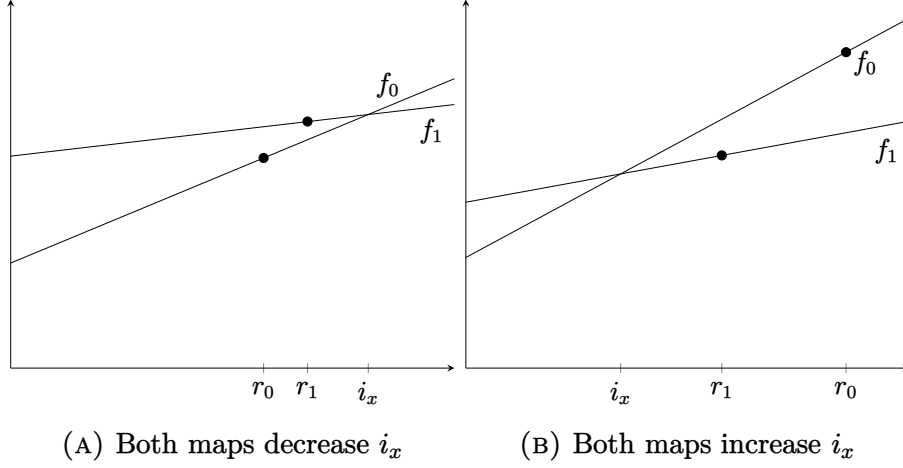 f₀
f₁
r₀ r₁ iₓ
(A) Both maps decrease iₓ
f₀
f₁
iₓ r₁ r₀
(B) Both maps increase iₓ